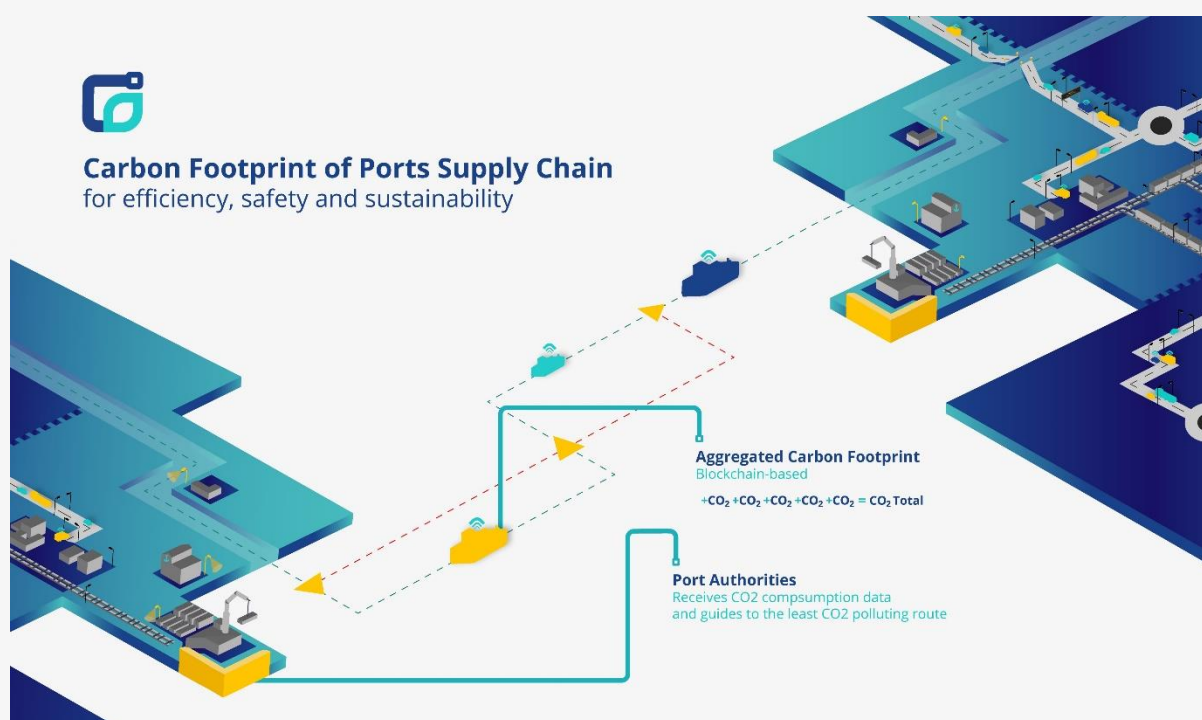 Carbon Footprint of Ports Supply Chain
for efficiency, safety and sustainability
Aggregated Carbon Footprint
Blockchain-based
+CO₂ +CO₂ +CO₂ +CO₂ +CO₂ = CO₂ Total
Port Authorities
Receives CO2 compsumption data
and guides to the least CO2 polluting route